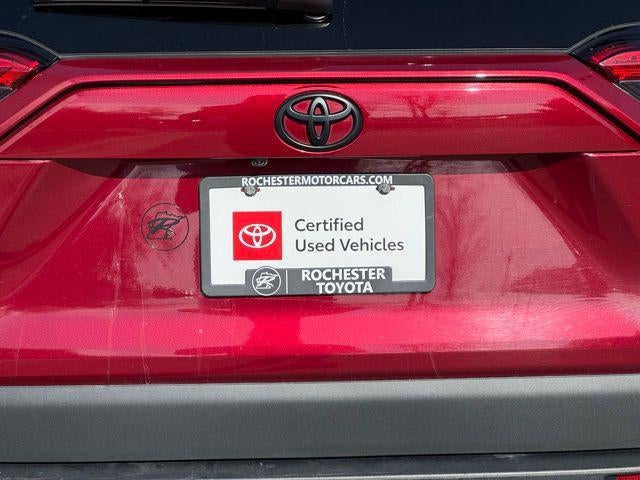 ROCHESTERMOTORCARS.COM
Certified
Used Vehicles
ROCHESTER
TOYOTA